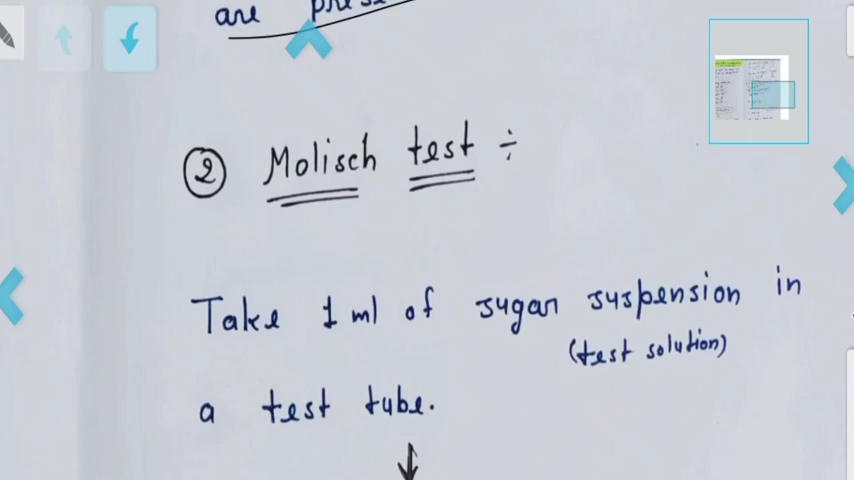 are
② Molisch test ÷
Take 1 ml of sugar suspension in
(test solution)
a test tube.